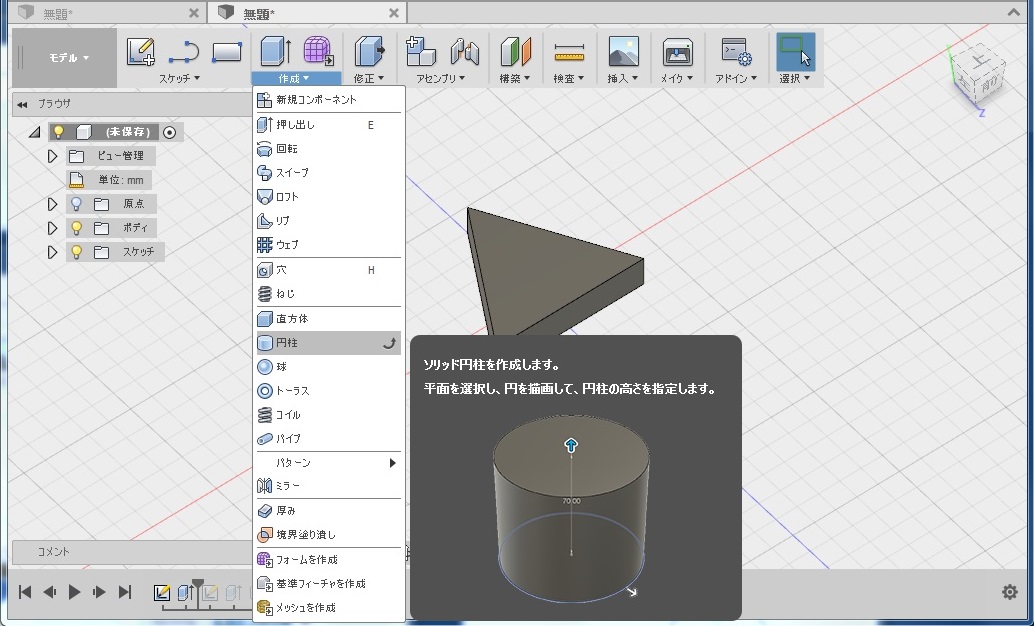 無題*
無題*
モデル
スケッチ
作成
修正
アセンブリ
構築
検査
挿入
メイク
アドイン
選択
上
前
Z
ブラウザ
(未保存)
ビュー管理
単位: mm
原点
ボディ
スケッチ
新規コンポーネント
押し出し E
回転
スイープ
ロフト
リブ
ウェブ
穴 H
ねじ
直方体
円柱
球
トーラス
コイル
パイプ
パターン
ミラー
厚み
境界塗り潰し
フォームを作成
基準フィーチャを作成
メッシュを作成
ソリッド円柱を作成します。
平面を選択し、円を描画して、円柱の高さを指定します。
70.00
コメント